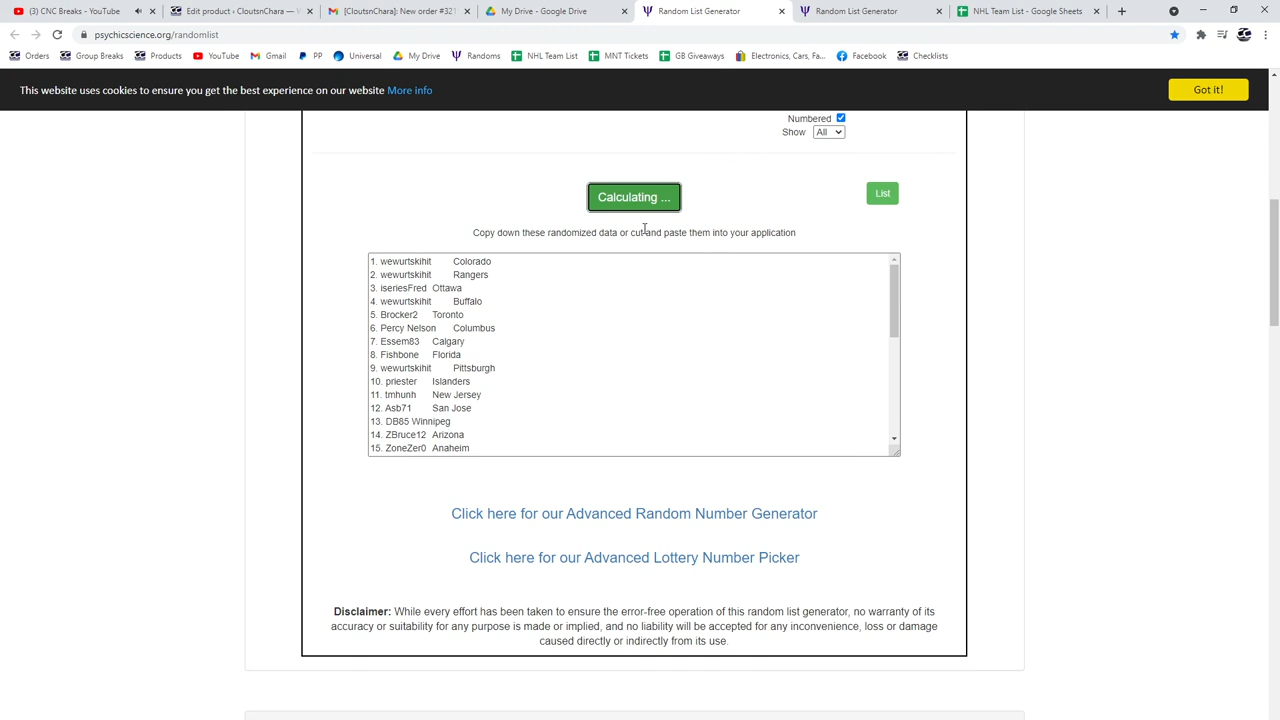 (3) CNC Breaks - YouTube
Edit product ‹ CloutsnChara — W
[CloutsnChara]: New order #321
My Drive - Google Drive
Random List Generator
Random List Generator
NHL Team List - Google Sheets
psychicscience.org/randomlist
Orders
Group Breaks
Products
YouTube
Gmail
PP
Universal
My Drive
Randoms
NHL Team List
MNT Tickets
GB Giveaways
Electronics, Cars, Fa...
Facebook
Checklists
This website uses cookies to ensure you get the best experience on our website More info
Got it!
Numbered
Show All
Calculating ...
List
Copy down these randomized data or cut and paste them into your application
1. wewurtskihit Colorado
2. wewurtskihit Rangers
3. iseriesFred Ottawa
4. wewurtskihit Buffalo
5. Brocker2 Toronto
6. Percy Nelson Columbus
7. Essem83 Calgary
8. Fishbone Florida
9. wewurtskihit Pittsburgh
10. priester Islanders
11. tmhunh New Jersey
12. Asb71 San Jose
13. DB85 Winnipeg
14. ZBruce12 Arizona
15. ZoneZer0 Anaheim
Click here for our Advanced Random Number Generator
Click here for our Advanced Lottery Number Picker
Disclaimer: While every effort has been taken to ensure the error-free operation of this random list generator, no warranty of its
accuracy or suitability for any purpose is made or implied, and no liability will be accepted for any inconvenience, loss or damage
caused directly or indirectly from its use.